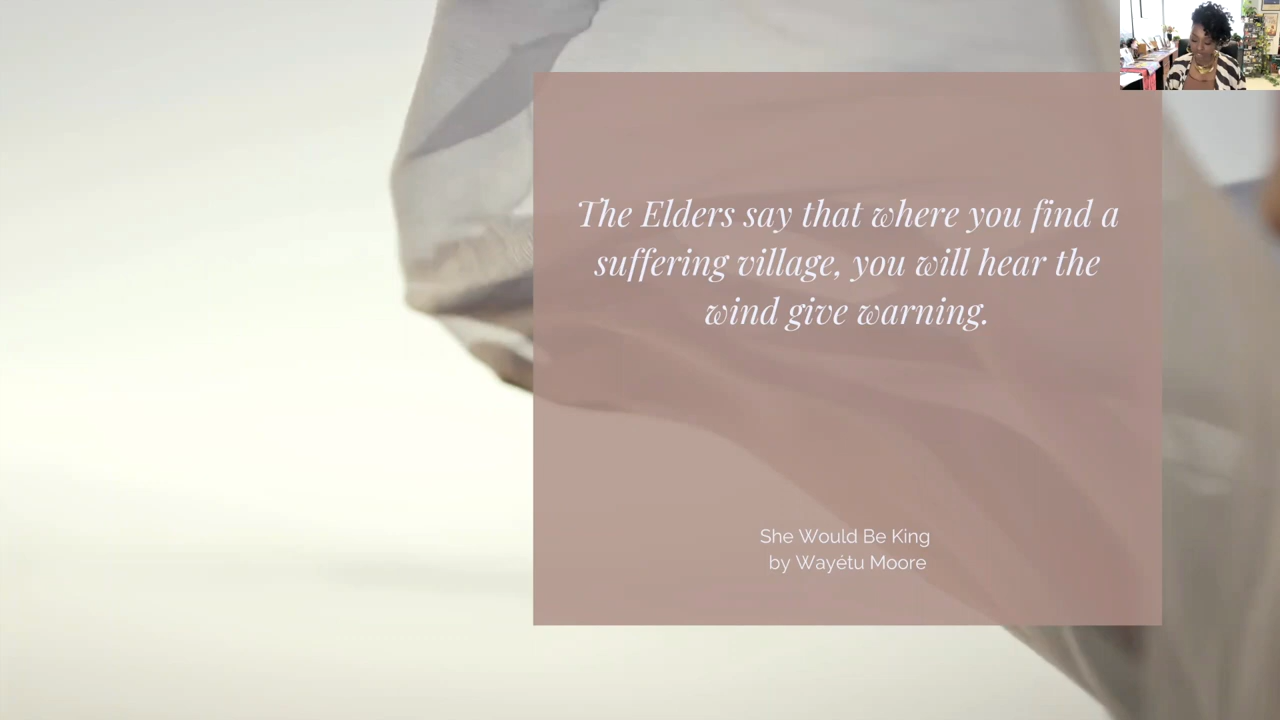 The Elders say that where you find a
suffering village, you will hear the
wind give warning.
She Would Be King
by Wayétu Moore